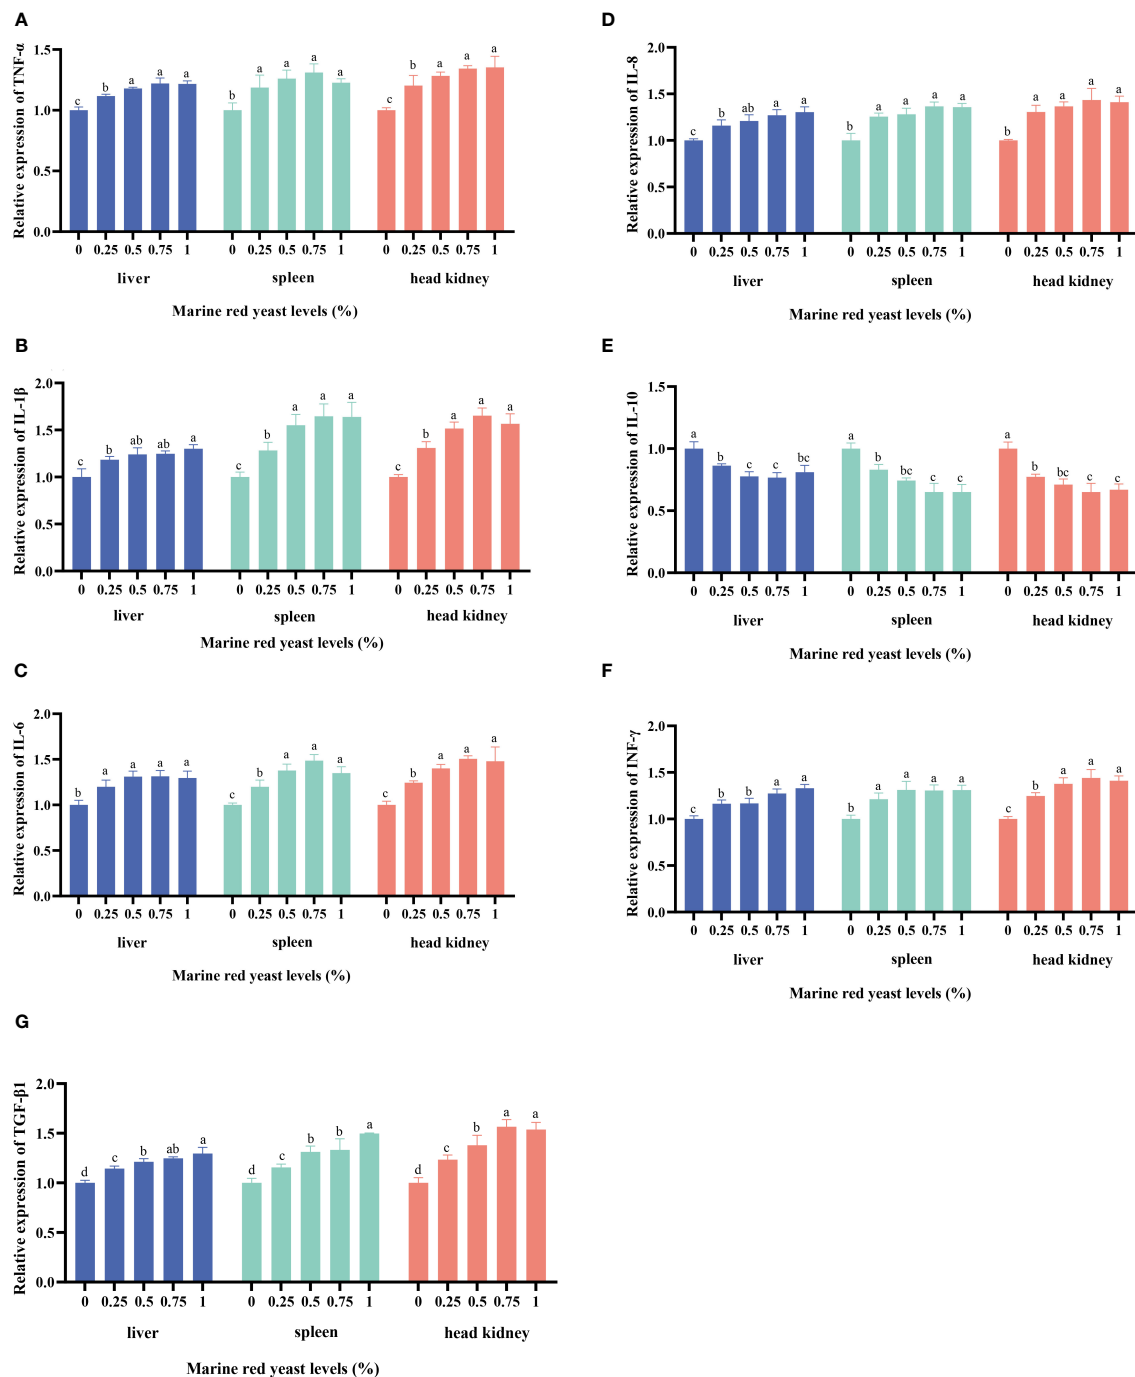 A
Relative expression of TNF-α
1.5
1.0
0.5
0.0
c b a a a
b a a a a
c b a a a
0 0.25 0.5 0.75 1
0 0.25 0.5 0.75 1
0 0.25 0.5 0.75 1
liver spleen head kidney
Marine red yeast levels (%)
B
Relative expression of IL-1β
2.0
1.5
1.0
0.5
0.0
c b ab ab a
c b a a a
c b a a a
0 0.25 0.5 0.75 1
0 0.25 0.5 0.75 1
0 0.25 0.5 0.75 1
liver spleen head kidney
Marine red yeast levels (%)
C
Relative expression of IL-6
2.0
1.5
1.0
0.5
0.0
b a a a a
c b a a a
c b a a a
0 0.25 0.5 0.75 1
0 0.25 0.5 0.75 1
0 0.25 0.5 0.75 1
liver spleen head kidney
Marine red yeast levels (%)
D
Relative expression of IL-8
2.0
1.5
1.0
0.5
0.0
c b ab a a
b a a a a
b a a a a
0 0.25 0.5 0.75 1
0 0.25 0.5 0.75 1
0 0.25 0.5 0.75 1
liver spleen head kidney
Marine red yeast levels (%)
E
Relative expression of IL-10
1.5
1.0
0.5
0.0
a b c c bc
a b bc c c
a b bc c c
0 0.25 0.5 0.75 1
0 0.25 0.5 0.75 1
0 0.25 0.5 0.75 1
liver spleen head kidney
Marine red yeast levels (%)
F
Relative expression of INF-γ
2.0
1.5
1.0
0.5
0.0
c b b a a
b a a a a
c b a a a
0 0.25 0.5 0.75 1
0 0.25 0.5 0.75 1
0 0.25 0.5 0.75 1
liver spleen head kidney
Marine red yeast levels (%)
G
Relative expression of TGF-β1
2.0
1.5
1.0
0.5
0.0
d c b ab a
d c b b a
d c b a a
0 0.25 0.5 0.75 1
0 0.25 0.5 0.75 1
0 0.25 0.5 0.75 1
liver spleen head kidney
Marine red yeast levels (%)